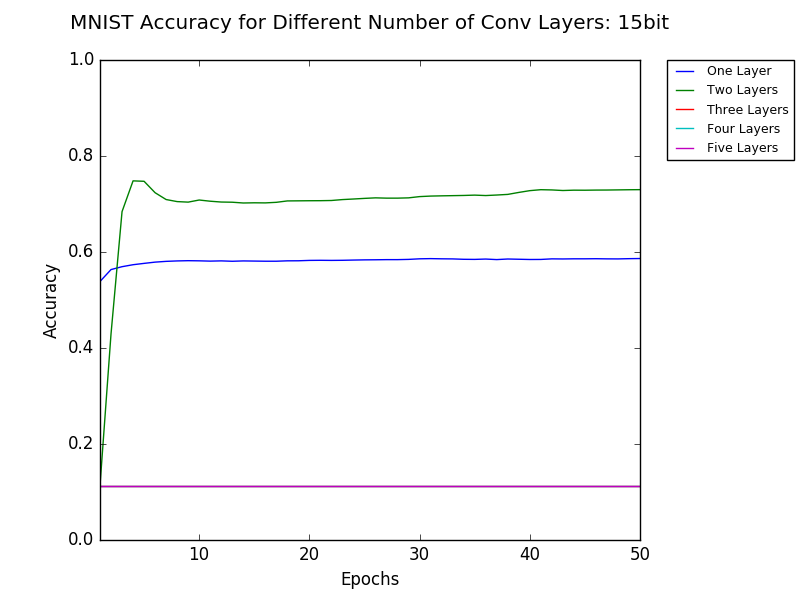 MNIST Accuracy for Different Number of Conv Layers: 15bit
1.0
0.8
0.6
0.4
0.2
0.0
Accuracy
10 20 30 40 50
Epochs
One Layer
Two Layers
Three Layers
Four Layers
Five Layers